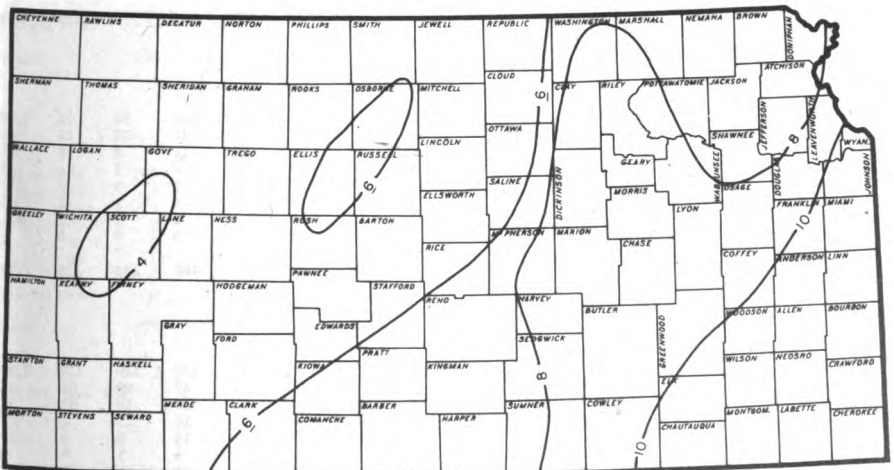 CHEYENNE RAWLINS DECATUR NORTON PHILLIPS SMITH JEWELL REPUBLIC WASHINGTON MARSHALL NEMAHA BROWN DONIPHAN
ATCHISON
SHERMAN THOMAS SHERIDAN GRAHAM ROOKS OSBORNE MITCHELL CLOUD CLAY RILEY POTTAWATOMIE JACKSON JEFFERSON LEAVENWORTH
6
8
LINCOLN OTTAWA SHAWNEE WYAN.
WALLACE LOGAN GOVE TREGO ELLIS RUSSELL GEARY WABAUNSEE DOUGLAS JOHNSON
6
ELLSWORTH SALINE DICKINSON MORRIS OSAGE
GREELEY WICHITA SCOTT LANE NESS RUSH BARTON LYON FRANKLIN MIAMI
10
4
RICE MCPHERSON MARION CHASE COFFEY ANDERSON LINN
PAWNEE
HAMILTON KEARNY FINNEY HODGEMAN STAFFORD RENO HARVEY BUTLER WOODSON ALLEN BOURBON
GRAY FORD EDWARDS SEDGWICK GREENWOOD
STANTON GRANT HASKELL KIOWA PRATT KINGMAN WILSON NEOSHO CRAWFORD
8
ELK
MEADE CLARK BARBER SUMNER COWLEY
MORTON STEVENS SEWARD COMANCHE HARPER MONTGOM. LABETTE CHEROKEE
6
CHAUTAUQUA
10